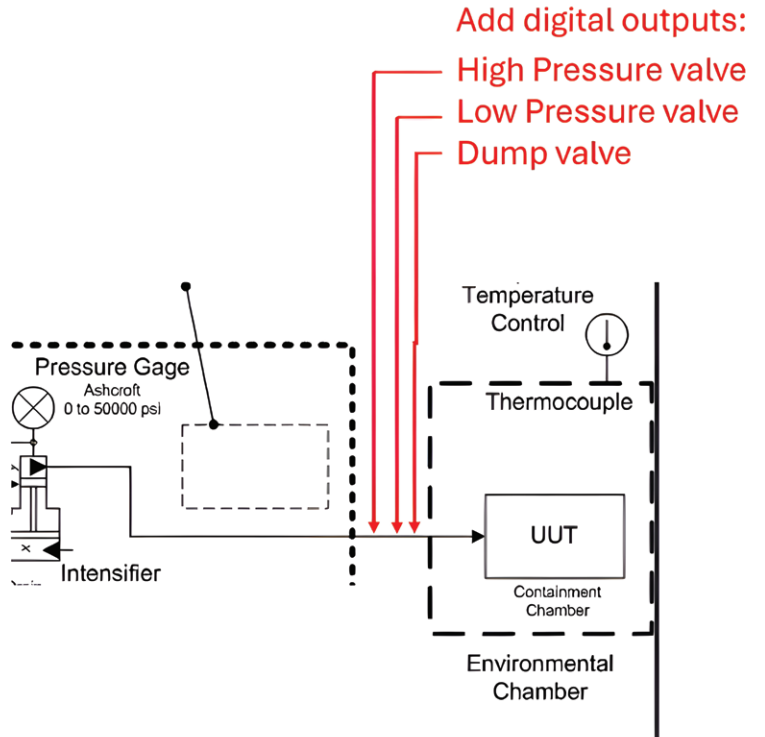 Add digital outputs:
High Pressure valve
Low Pressure valve
Dump valve
Temperature
Control
Pressure Gage
Ashcroft
0 to 50000 psi
Thermocouple
y
x
Intensifier
UUT
Containment
Chamber
Environmental
Chamber